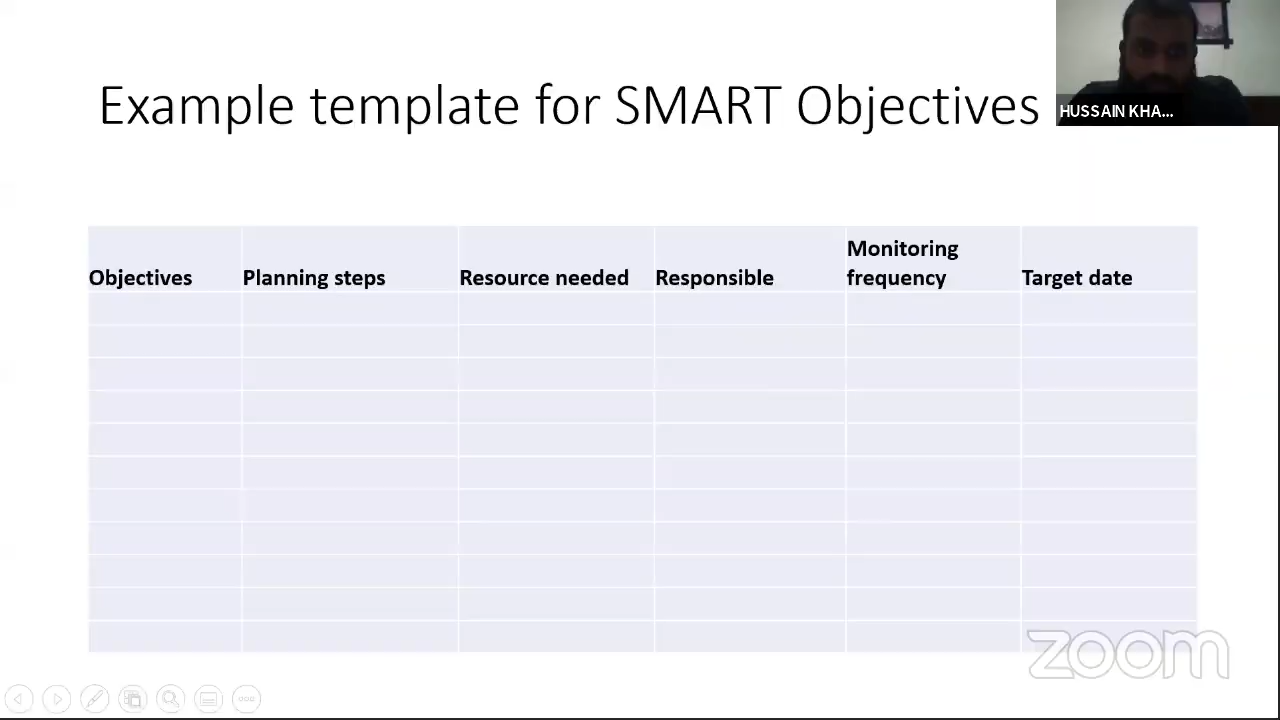 Example template for SMART Objectives
HUSSAIN KHA...
Objectives Planning steps Resource needed Responsible Monitoring frequency Target date
zoom